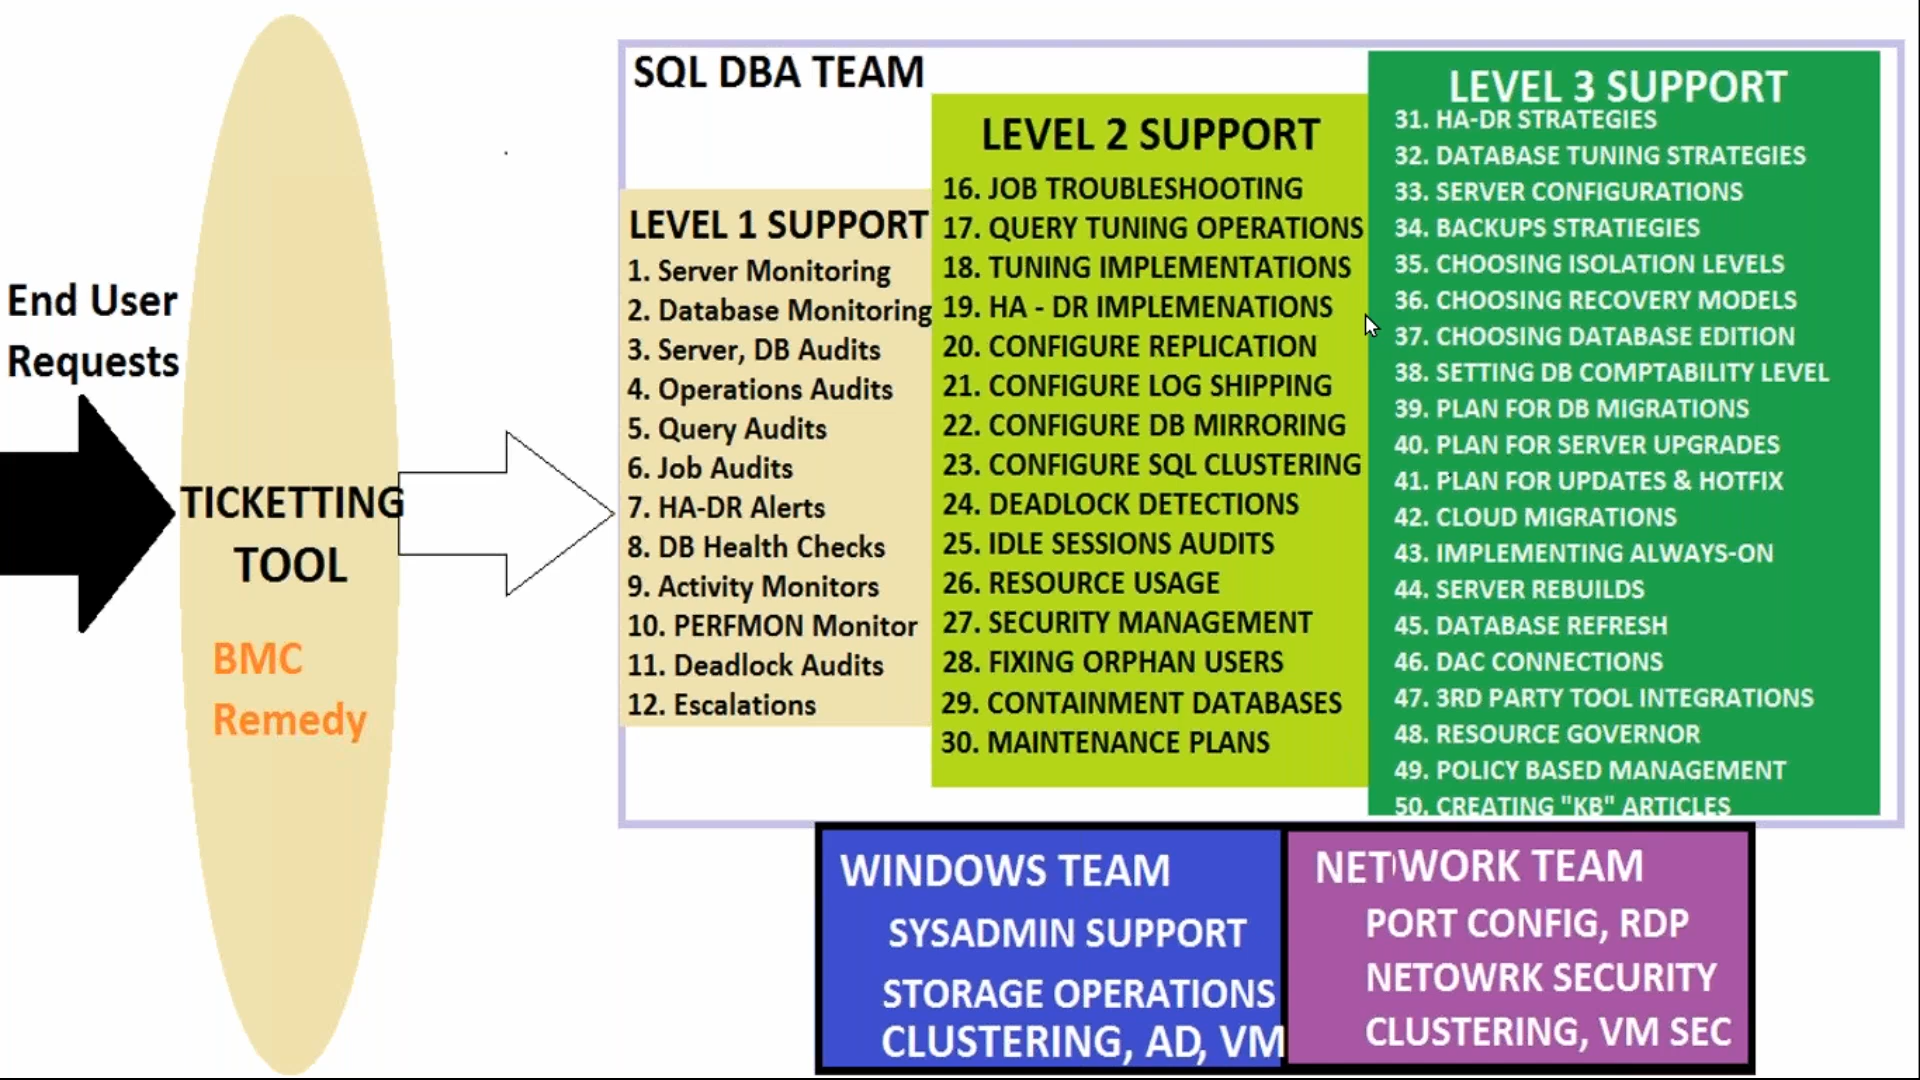 End User
Requests
TICKETTING
TOOL
BMC
Remedy
SQL DBA TEAM
LEVEL 1 SUPPORT
1. Server Monitoring
2. Database Monitoring
3. Server, DB Audits
4. Operations Audits
5. Query Audits
6. Job Audits
7. HA-DR Alerts
8. DB Health Checks
9. Activity Monitors
10. PERFMON Monitor
11. Deadlock Audits
12. Escalations
LEVEL 2 SUPPORT
16. JOB TROUBLESHOOTING
17. QUERY TUNING OPERATIONS
18. TUNING IMPLEMENTATIONS
19. HA - DR IMPLEMENATIONS
20. CONFIGURE REPLICATION
21. CONFIGURE LOG SHIPPING
22. CONFIGURE DB MIRRORING
23. CONFIGURE SQL CLUSTERING
24. DEADLOCK DETECTIONS
25. IDLE SESSIONS AUDITS
26. RESOURCE USAGE
27. SECURITY MANAGEMENT
28. FIXING ORPHAN USERS
29. CONTAINMENT DATABASES
30. MAINTENANCE PLANS
LEVEL 3 SUPPORT
31. HA-DR STRATEGIES
32. DATABASE TUNING STRATEGIES
33. SERVER CONFIGURATIONS
34. BACKUPS STRATIEGIES
35. CHOOSING ISOLATION LEVELS
36. CHOOSING RECOVERY MODELS
37. CHOOSING DATABASE EDITION
38. SETTING DB COMPTABILITY LEVEL
39. PLAN FOR DB MIGRATIONS
40. PLAN FOR SERVER UPGRADES
41. PLAN FOR UPDATES & HOTFIX
42. CLOUD MIGRATIONS
43. IMPLEMENTING ALWAYS-ON
44. SERVER REBUILDS
45. DATABASE REFRESH
46. DAC CONNECTIONS
47. 3RD PARTY TOOL INTEGRATIONS
48. RESOURCE GOVERNOR
49. POLICY BASED MANAGEMENT
50. CREATING "KB" ARTICLES
WINDOWS TEAM
SYSADMIN SUPPORT
STORAGE OPERATIONS
CLUSTERING, AD, VM
NETWORK TEAM
PORT CONFIG, RDP
NETOWRK SECURITY
CLUSTERING, VM SEC